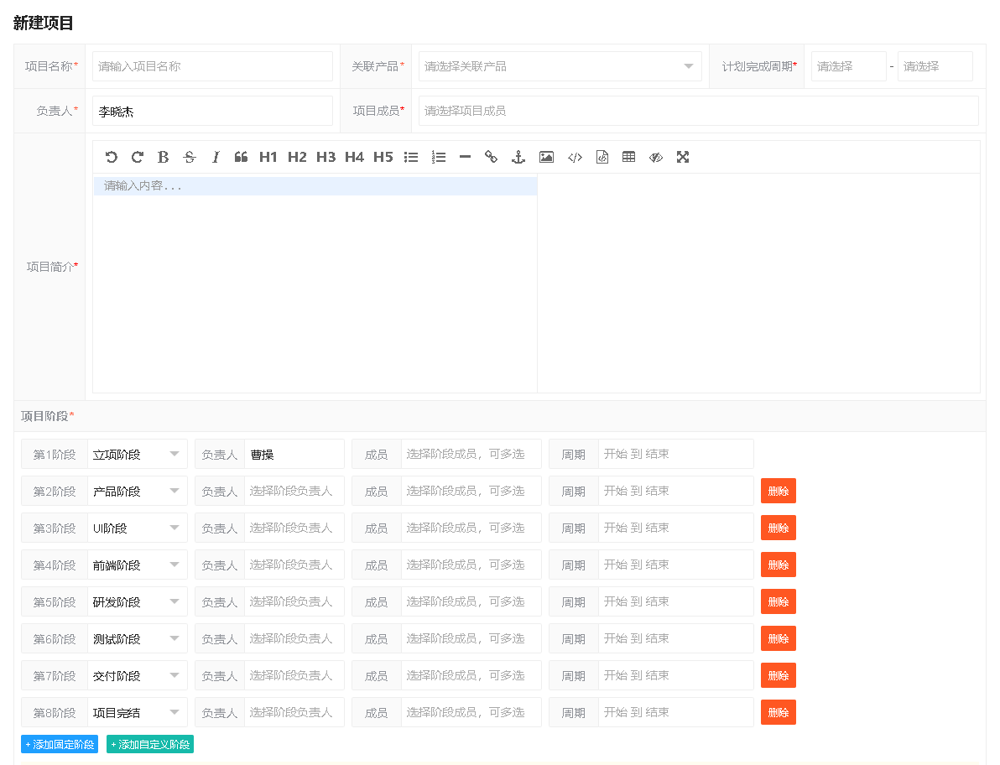 新建项目
项目名称* 请输入项目名称 关联产品* 请选择关联产品 计划完成周期* 请选择 - 请选择
负责人* 李晓杰 项目成员* 请选择项目成员
H1 H2 H3 H4 H5
请输入内容...
项目简介*
项目阶段*
第1阶段 立项阶段 负责人 曹操 成员 选择阶段成员，可多选 周期 开始 到 结束
第2阶段 产品阶段 负责人 选择阶段负责人 成员 选择阶段成员，可多选 周期 开始 到 结束 删除
第3阶段 UI阶段 负责人 选择阶段负责人 成员 选择阶段成员，可多选 周期 开始 到 结束 删除
第4阶段 前端阶段 负责人 选择阶段负责人 成员 选择阶段成员，可多选 周期 开始 到 结束 删除
第5阶段 研发阶段 负责人 选择阶段负责人 成员 选择阶段成员，可多选 周期 开始 到 结束 删除
第6阶段 测试阶段 负责人 选择阶段负责人 成员 选择阶段成员，可多选 周期 开始 到 结束 删除
第7阶段 交付阶段 负责人 选择阶段负责人 成员 选择阶段成员，可多选 周期 开始 到 结束 删除
第8阶段 项目完结 负责人 选择阶段负责人 成员 选择阶段成员，可多选 周期 开始 到 结束 删除
+ 添加固定阶段 + 添加自定义阶段